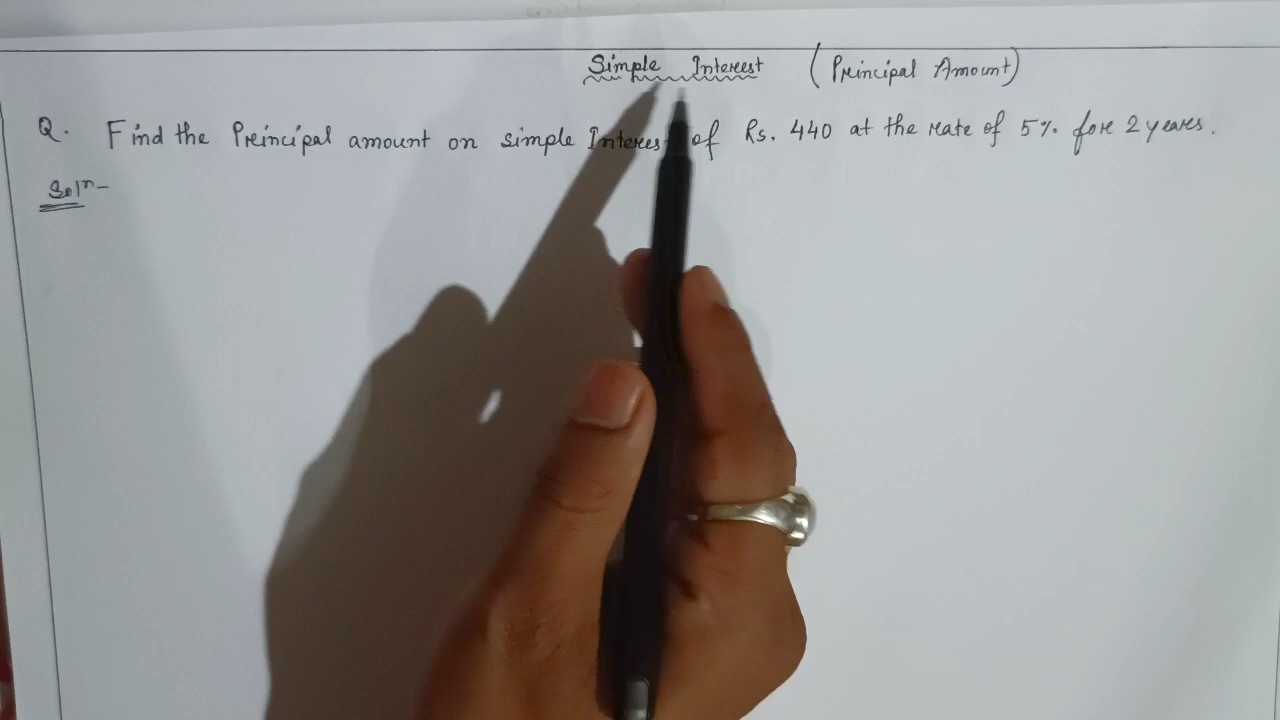 Simple Interest (Principal Amount)
Q. Find the Principal amount on simple Interest of Rs. 440 at the rate of 5% for 2 years.
Solⁿ-